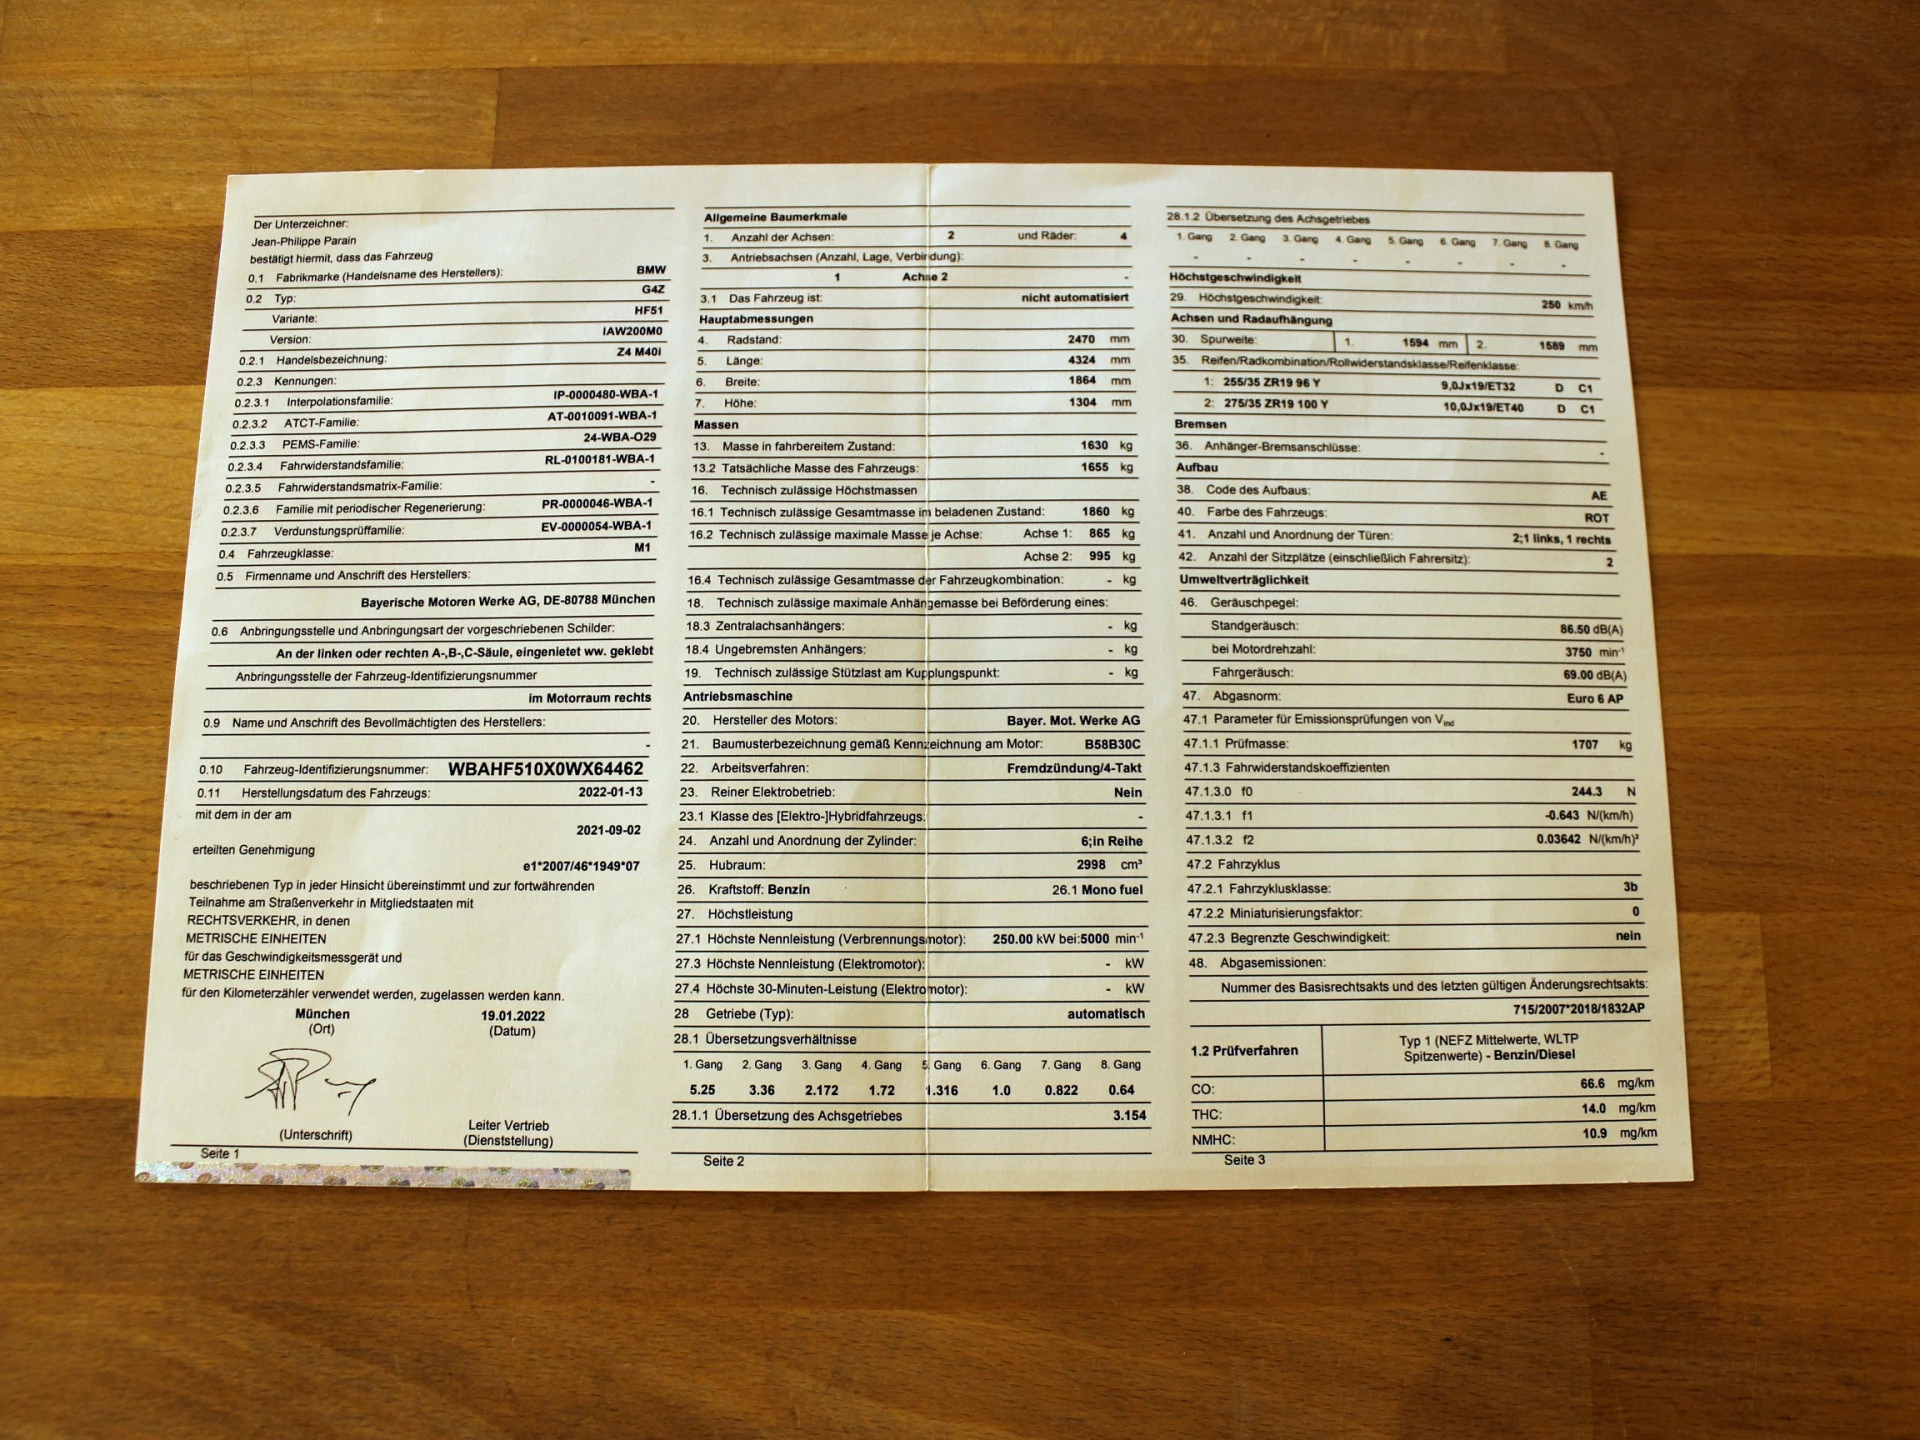 Der Unterzeichner:
Jean-Philippe Parain
bestätigt hiermit, dass das Fahrzeug
0.1 Fabrikmarke (Handelsname des Herstellers): BMW
0.2 Typ: G4Z
Variante: HF51
Version: IAW200M0
0.2.1 Handelsbezeichnung: Z4 M40i
0.2.3 Kennungen:
0.2.3.1 Interpolationsfamilie: IP-0000480-WBA-1
0.2.3.2 ATCT-Familie: AT-0010091-WBA-1
0.2.3.3 PEMS-Familie: 24-WBA-O29
0.2.3.4 Fahrwiderstandsfamilie: RL-0100181-WBA-1
0.2.3.5 Fahrwiderstandsmatrix-Familie: -
0.2.3.6 Familie mit periodischer Regenerierung: PR-0000046-WBA-1
0.2.3.7 Verdunstungsprüffamilie: EV-0000054-WBA-1
0.4 Fahrzeugklasse: M1
0.5 Firmenname und Anschrift des Herstellers:
Bayerische Motoren Werke AG, DE-80788 München
0.6 Anbringungsstelle und Anbringungsart der vorgeschriebenen Schilder:
An der linken oder rechten A-,B-,C-Säule, eingenietet ww. geklebt
Anbringungsstelle der Fahrzeug-Identifizierungsnummer
im Motorraum rechts
0.9 Name und Anschrift des Bevollmächtigten des Herstellers:
-
0.10 Fahrzeug-Identifizierungsnummer: WBAHF510X0WX64462
0.11 Herstellungsdatum des Fahrzeugs: 2022-01-13
mit dem in der am
2021-09-02
erteilten Genehmigung
e1*2007/46*1949*07
beschriebenen Typ in jeder Hinsicht übereinstimmt und zur fortwährenden
Teilnahme am Straßenverkehr in Mitgliedstaaten mit
RECHTSVERKEHR, in denen
METRISCHE EINHEITEN
für das Geschwindigkeitsmessgerät und
METRISCHE EINHEITEN
für den Kilometerzähler verwendet werden, zugelassen werden kann.
München 19.01.2022
(Ort) (Datum)
Leiter Vertrieb
(Unterschrift) (Dienststellung)
Seite 1
Allgemeine Baumerkmale
1. Anzahl der Achsen: 2 und Räder: 4
3. Antriebsachsen (Anzahl, Lage, Verbindung):
1 Achse 2 -
3.1 Das Fahrzeug ist: nicht automatisiert
Hauptabmessungen
4. Radstand: 2470 mm
5. Länge: 4324 mm
6. Breite: 1864 mm
7. Höhe: 1304 mm
Massen
13. Masse in fahrbereitem Zustand: 1630 kg
13.2 Tatsächliche Masse des Fahrzeugs: 1655 kg
16. Technisch zulässige Höchstmassen
16.1 Technisch zulässige Gesamtmasse im beladenen Zustand: 1860 kg
16.2 Technisch zulässige maximale Masse je Achse: Achse 1: 865 kg
Achse 2: 995 kg
16.4 Technisch zulässige Gesamtmasse der Fahrzeugkombination: - kg
18. Technisch zulässige maximale Anhängemasse bei Beförderung eines:
18.3 Zentralachsanhängers: - kg
18.4 Ungebremsten Anhängers: - kg
19. Technisch zulässige Stützlast am Kupplungspunkt: - kg
Antriebsmaschine
20. Hersteller des Motors: Bayer. Mot. Werke AG
21. Baumusterbezeichnung gemäß Kennzeichnung am Motor: B58B30C
22. Arbeitsverfahren: Fremdzündung/4-Takt
23. Reiner Elektrobetrieb: Nein
23.1 Klasse des [Elektro-]Hybridfahrzeugs: -
24. Anzahl und Anordnung der Zylinder: 6;in Reihe
25. Hubraum: 2998 cm³
26. Kraftstoff: Benzin 26.1 Mono fuel
27. Höchstleistung
27.1 Höchste Nennleistung (Verbrennungsmotor): 250.00 kW bei:5000 min⁻¹
27.3 Höchste Nennleistung (Elektromotor): - kW
27.4 Höchste 30-Minuten-Leistung (Elektromotor): - kW
28 Getriebe (Typ): automatisch
28.1 Übersetzungsverhältnisse
1. Gang 2. Gang 3. Gang 4. Gang 5. Gang 6. Gang 7. Gang 8. Gang
5.25 3.36 2.172 1.72 1.316 1.0 0.822 0.64
28.1.1 Übersetzung des Achsgetriebes 3.154
Seite 2
28.1.2 Übersetzung des Achsgetriebes
1. Gang 2. Gang 3. Gang 4. Gang 5. Gang 6. Gang 7. Gang 8. Gang
- - - - - - - -
Höchstgeschwindigkeit
29. Höchstgeschwindigkeit: 250 km/h
Achsen und Radaufhängung
30. Spurweite: 1. 1594 mm 2. 1589 mm
35. Reifen/Radkombination/Rollwiderstandsklasse/Reifenklasse:
1: 255/35 ZR19 96 Y 9,0Jx19/ET32 D C1
2: 275/35 ZR19 100 Y 10,0Jx19/ET40 D C1
Bremsen
36. Anhänger-Bremsanschlüsse: -
Aufbau
38. Code des Aufbaus: AE
40. Farbe des Fahrzeugs: ROT
41. Anzahl und Anordnung der Türen: 2;1 links, 1 rechts
42. Anzahl der Sitzplätze (einschließlich Fahrersitz): 2
Umweltverträglichkeit
46. Geräuschpegel:
Standgeräusch: 86.50 dB(A)
bei Motordrehzahl: 3750 min⁻¹
Fahrgeräusch: 69.00 dB(A)
47. Abgasnorm: Euro 6 AP
47.1 Parameter für Emissionsprüfungen von Vind
47.1.1 Prüfmasse: 1707 kg
47.1.3 Fahrwiderstandskoeffizienten
47.1.3.0 f0 244.3 N
47.1.3.1 f1 -0.643 N/(km/h)
47.1.3.2 f2 0.03642 N/(km/h)²
47.2 Fahrzyklus
47.2.1 Fahrzyklusklasse: 3b
47.2.2 Miniaturisierungsfaktor: 0
47.2.3 Begrenzte Geschwindigkeit: nein
48. Abgasemissionen:
Nummer des Basisrechtsakts und des letzten gültigen Änderungsrechtsakts:
715/2007*2018/1832AP
1.2 Prüfverfahren Typ 1 (NEFZ Mittelwerte, WLTP
Spitzenwerte) - Benzin/Diesel
CO: 66.6 mg/km
THC: 14.0 mg/km
NMHC: 10.9 mg/km
Seite 3